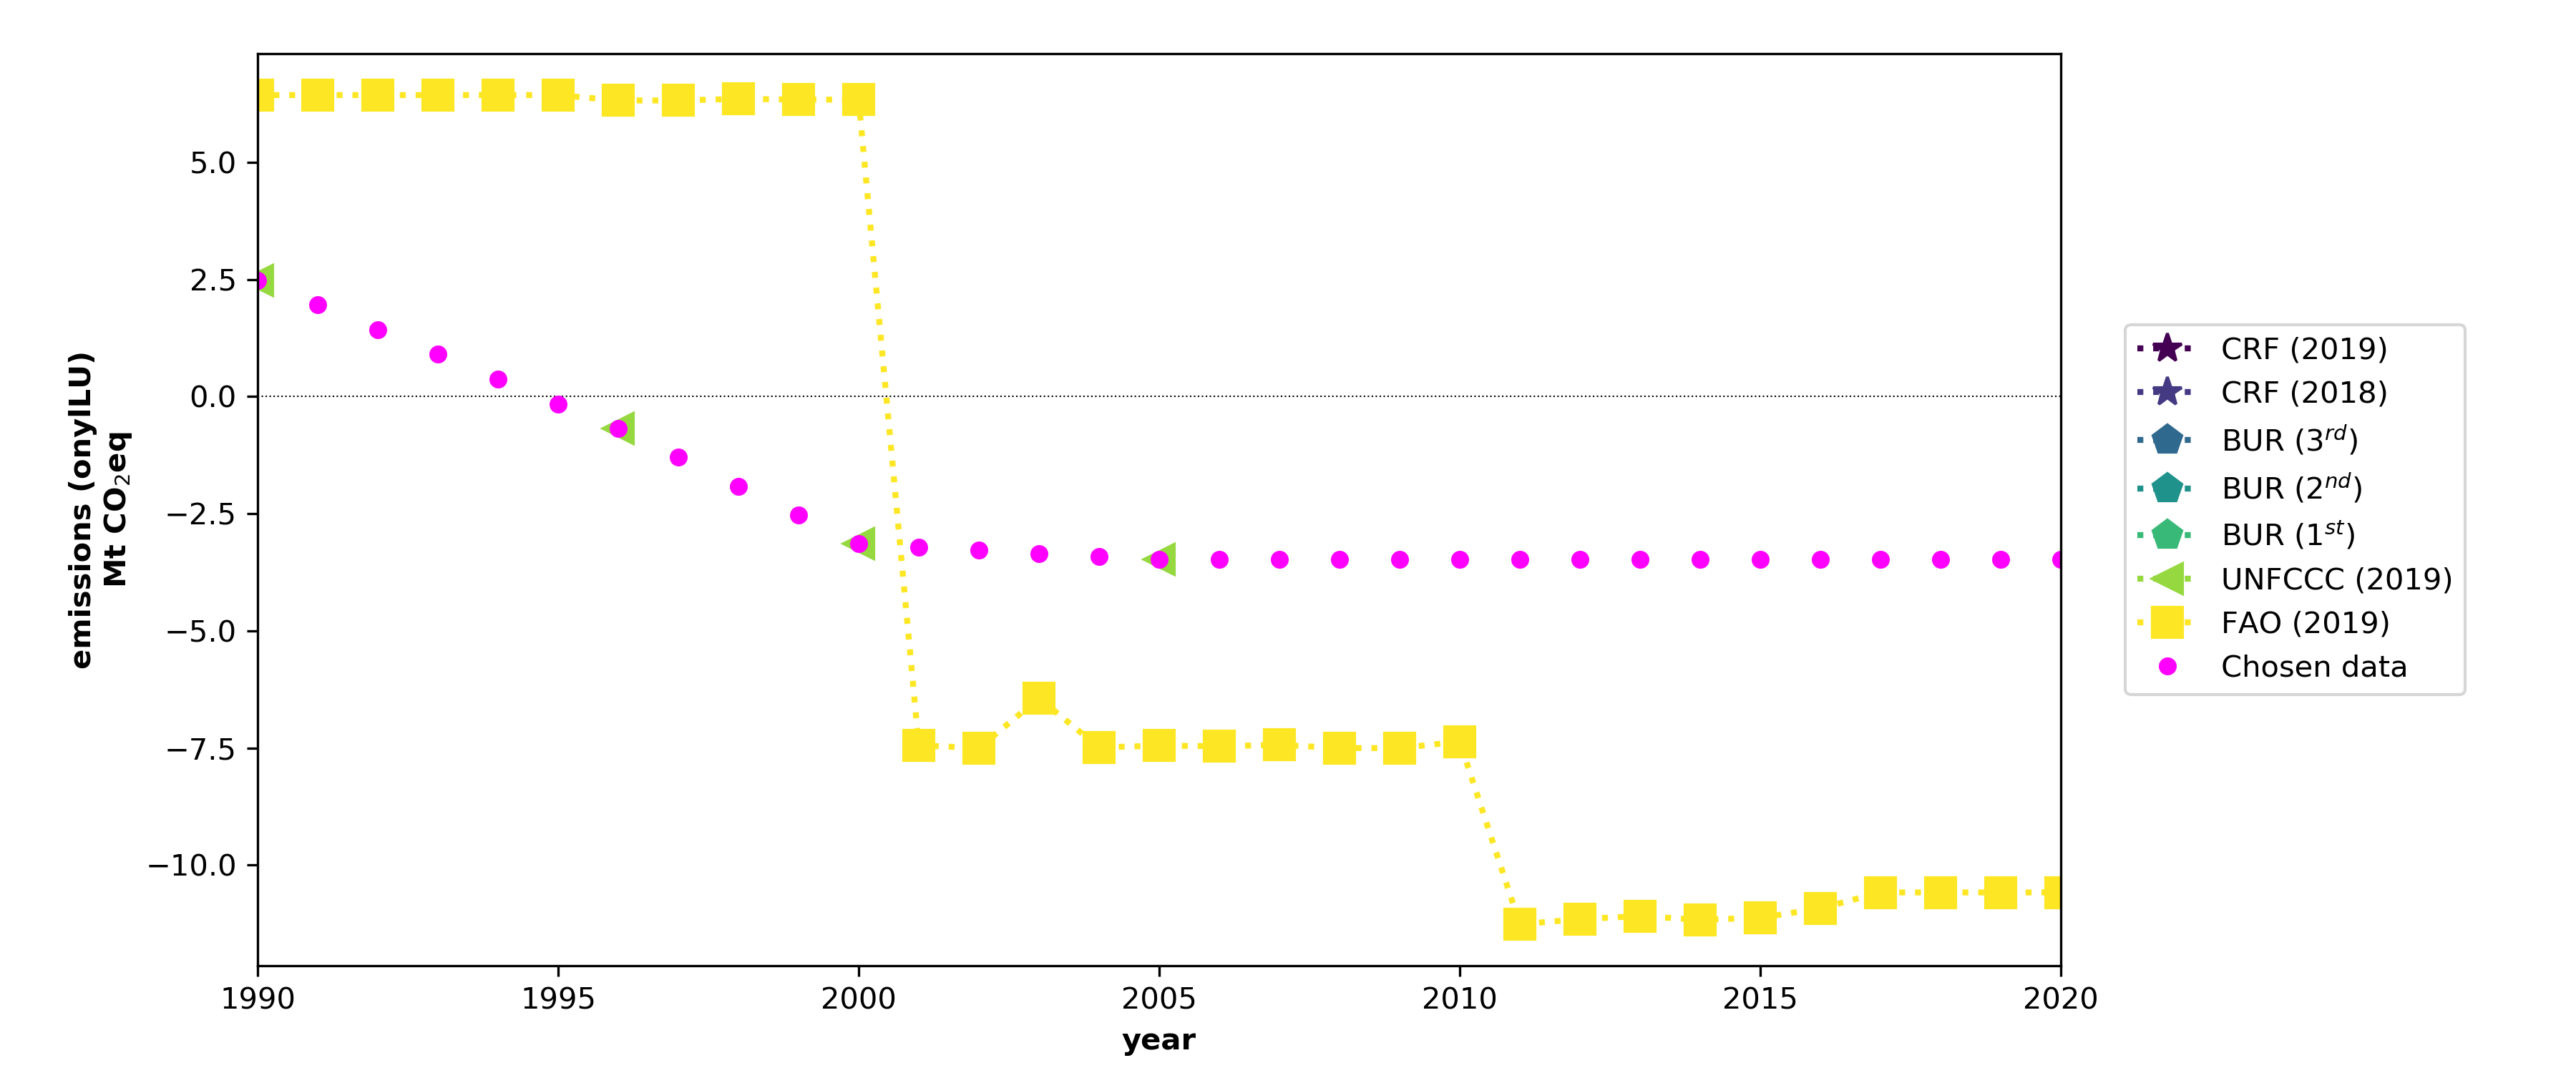 emissions (onylLU)
Mt CO₂eq
5.0
2.5
0.0
−2.5
−5.0
−7.5
−10.0
1990 1995 2000 2005 2010 2015 2020
year
CRF (2019)
CRF (2018)
BUR (3ʳᵈ)
BUR (2ⁿᵈ)
BUR (1ˢᵗ)
UNFCCC (2019)
FAO (2019)
Chosen data